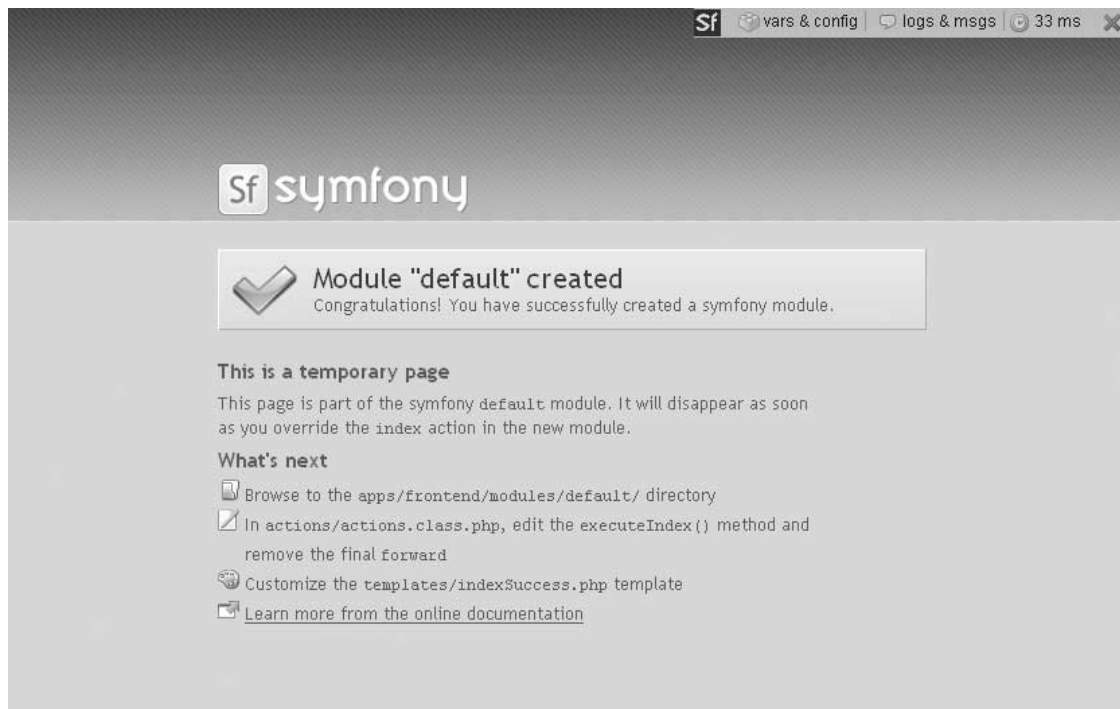 Sf vars & config logs & msgs 33 ms
Sf symfony
Module "default" created
Congratulations! You have successfully created a symfony module.
This is a temporary page
This page is part of the symfony default module. It will disappear as soon
as you override the index action in the new module.
What's next
Browse to the apps/frontend/modules/default/ directory
In actions/actions.class.php, edit the executeIndex() method and
remove the final forward
Customize the templates/indexSuccess.php template
Learn more from the online documentation